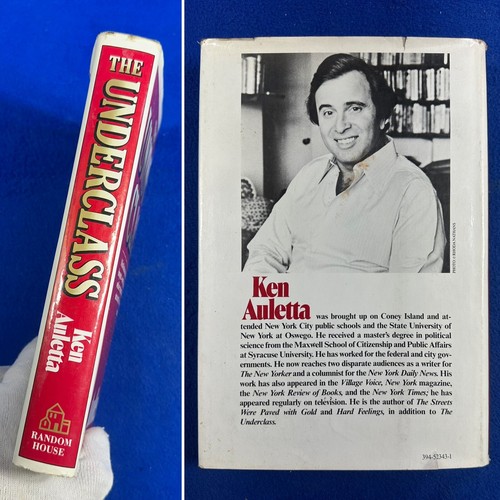 THE
UNDERCLASS
Ken
Auletta
RANDOM
HOUSE
Ken
Auletta
was brought up on Coney Island and at-
tended New York City public schools and the State University of
New York at Oswego. He received a master's degree in political
science from the Maxwell School of Citizenship and Public Affairs
at Syracuse University. He has worked for the federal and city gov-
ernments. He now reaches two disparate audiences as a writer for
The New Yorker and a columnist for the New York Daily News. His
work has also appeared in the Village Voice, New York magazine,
the New York Review of Books, and the New York Times; he has
appeared regularly on television. He is the author of The Streets
Were Paved with Gold and Hard Feelings, in addition to The
Underclass.
394-52343-1